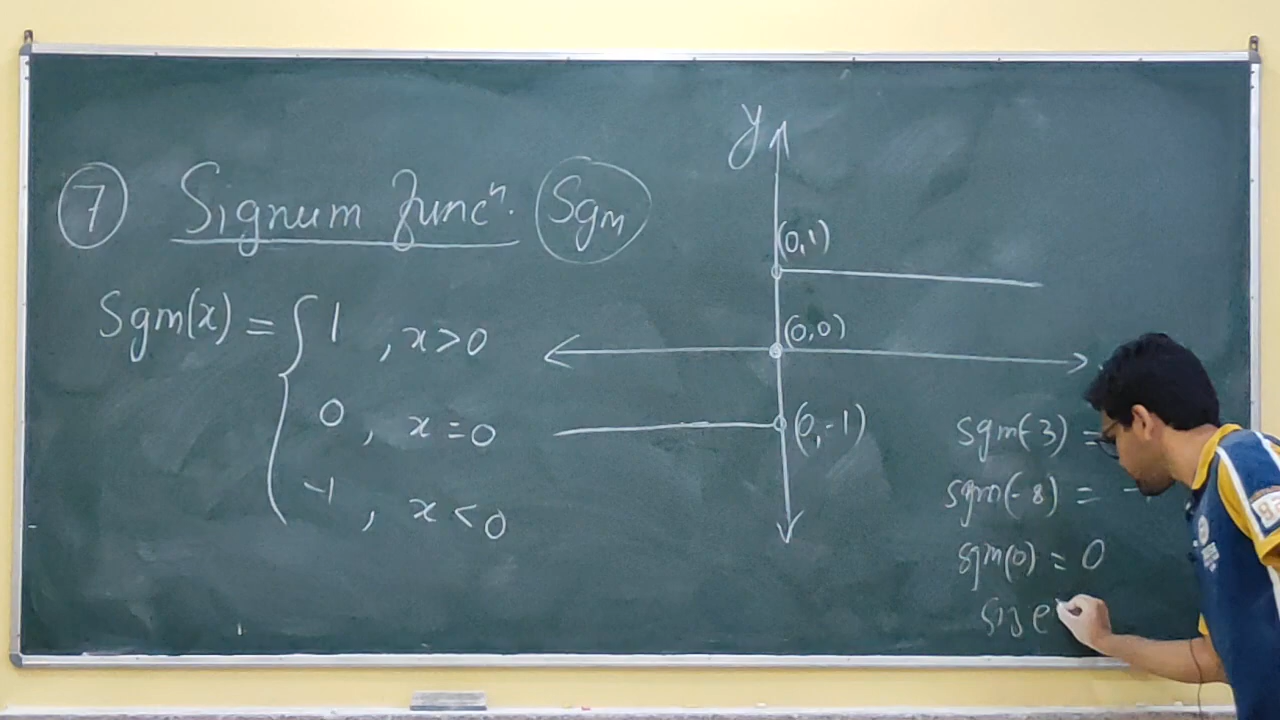 ⑦ Signum funcⁿ. Sgm
Sgm(x) = { 1 , x>0
0 , x=0
-1 , x<0
y
(0,1)
(0,0)
(0,-1)
sgm(3) =
sgm(-8) = -
sgm(0) = 0